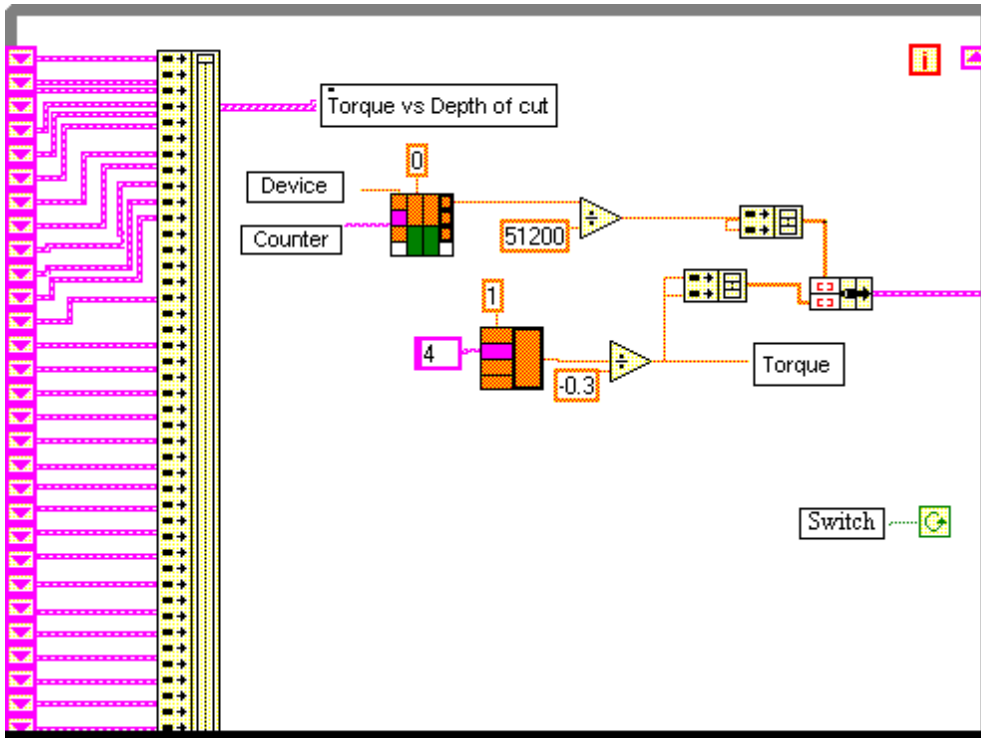 i
Torque vs Depth of cut
0
Device
÷
51200
Counter
1
4
÷
-0.3
Torque
Switch